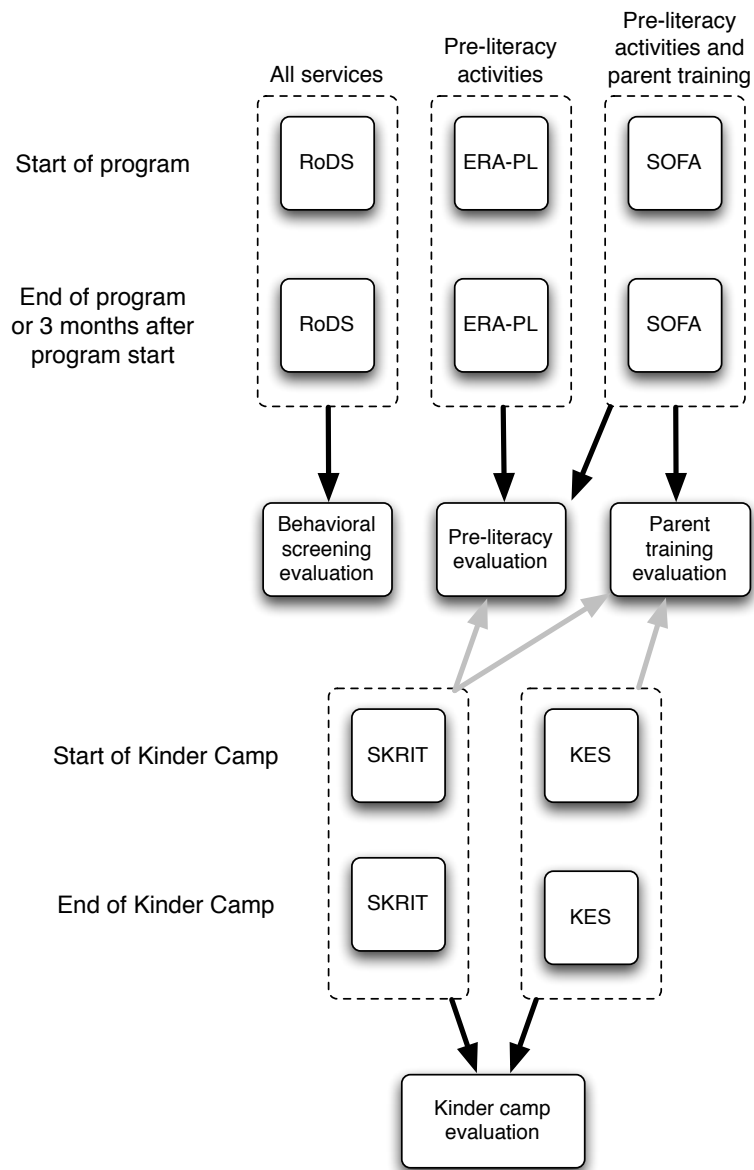 All services
Pre-literacy
activities
Pre-literacy
activities and
parent training
Start of program
RoDS
ERA-PL
SOFA
End of program
or 3 months after
program start
RoDS
ERA-PL
SOFA
Behavioral
screening
evaluation
Pre-literacy
evaluation
Parent
training
evaluation
Start of Kinder Camp
SKRIT
KES
End of Kinder Camp
SKRIT
KES
Kinder camp
evaluation